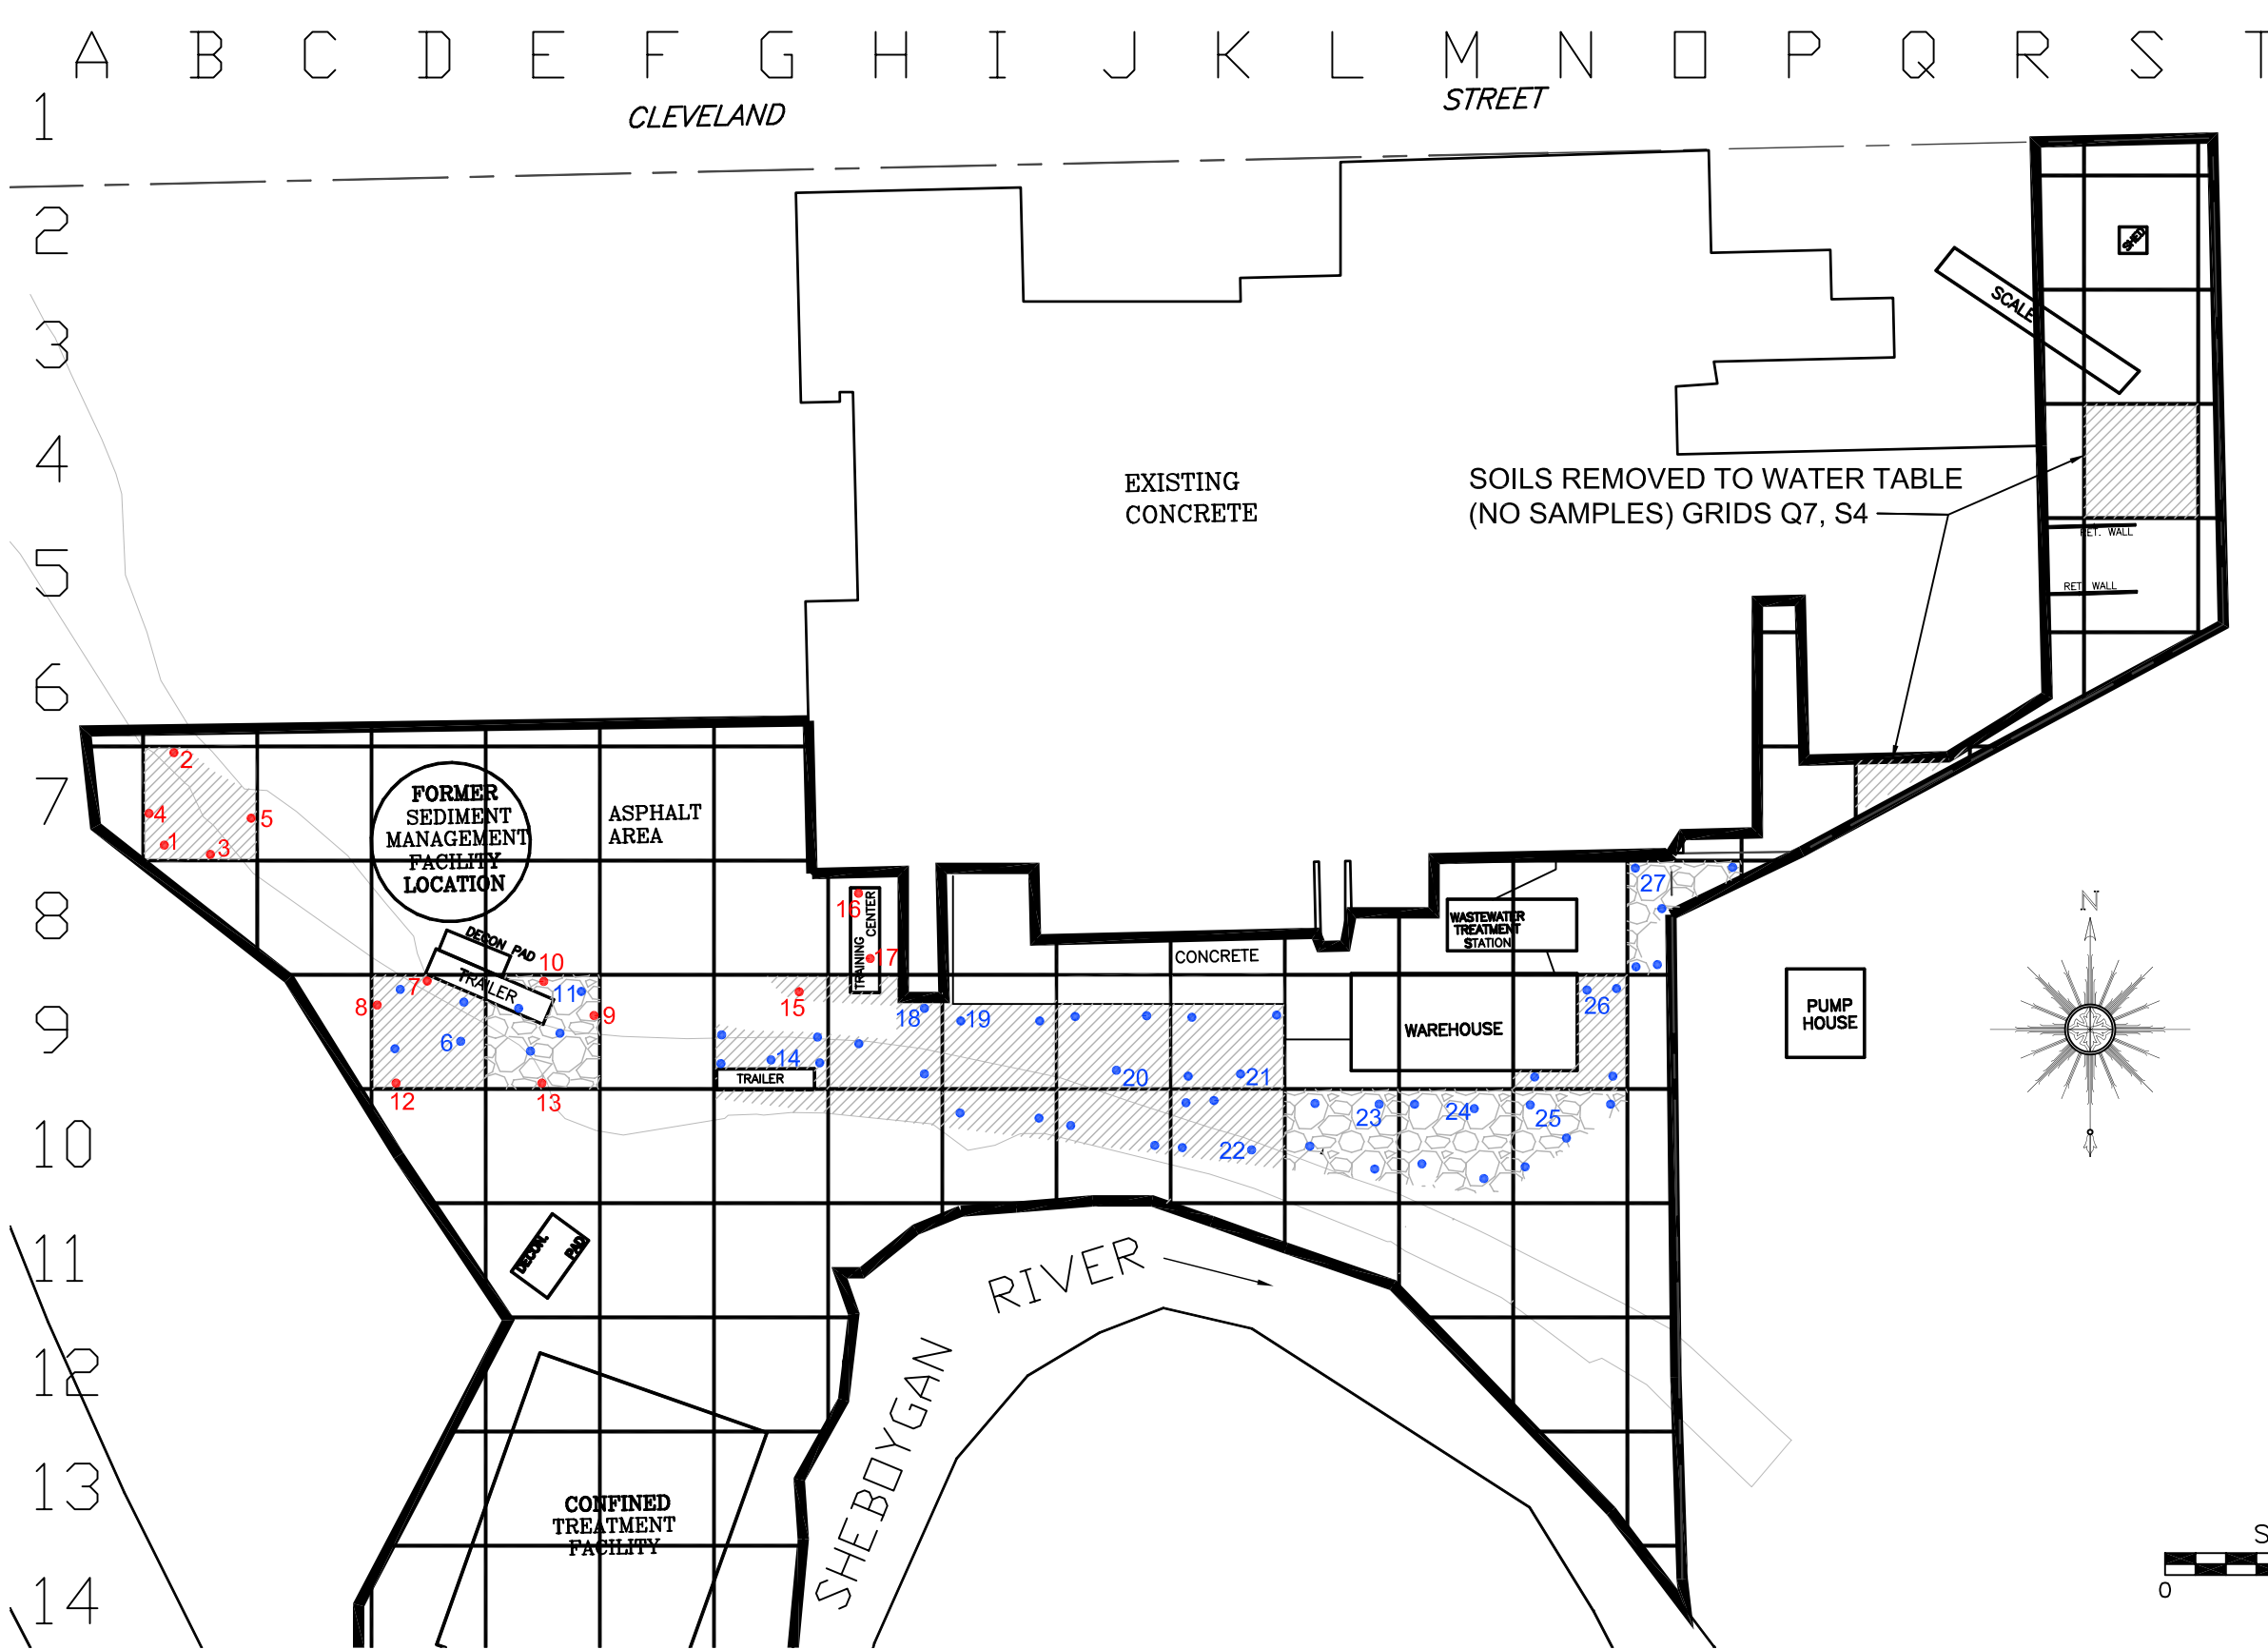 A B C D E F G H I J K L M N O P Q R S T
1
CLEVELAND STREET
2
SHED
SCALE
3
4
EXISTING
CONCRETE
SOILS REMOVED TO WATER TABLE
(NO SAMPLES) GRIDS Q7, S4
RET. WALL
5
RET. WALL
6
2
7
4
5
1
3
FORMER
SEDIMENT
MANAGEMENT
FACILITY
LOCATION
ASPHALT
AREA
8
DECON PAD
TRAILER
16
17
TRAINING
CENTER
CONCRETE
WASTEWATER
TREATMENT
STATION
27
N
9
7
8
10
11
9
6
12
13
15
14
TRAILER
18
19
20
21
WAREHOUSE
26
PUMP
HOUSE
10
22
23
24
25
11
DECON.
PAD
SHEBOYGAN RIVER
12
13
CONFINED
TREATMENT
FACILITY
14
S
0